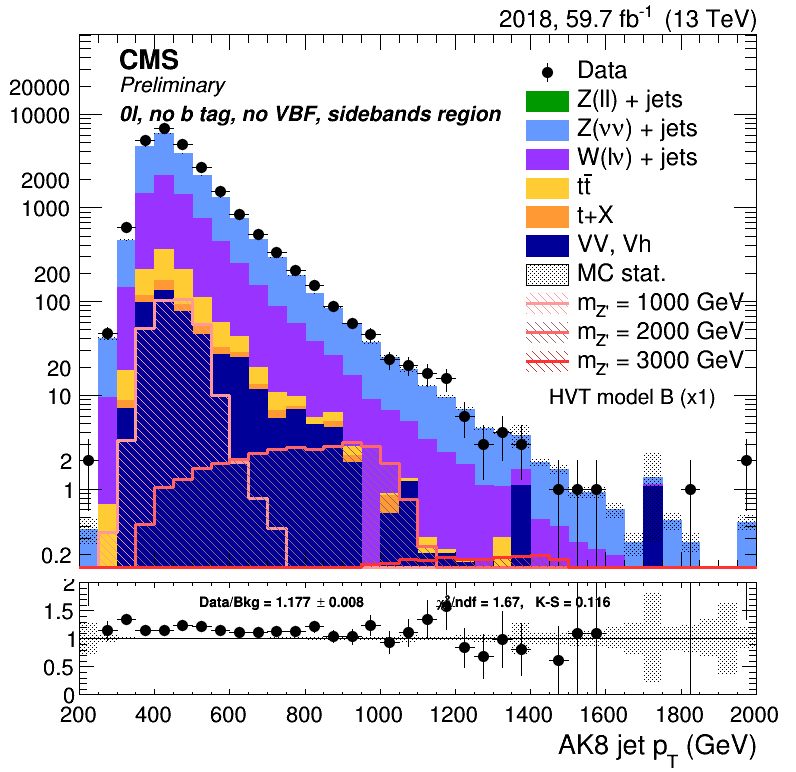 2018, 59.7 fb⁻¹ (13 TeV)
CMS
Preliminary
0l, no b tag, no VBF, sidebands region
Data
Z(ll) + jets
Z(νν) + jets
W(lν) + jets
tt̄
t+X
VV, Vh
MC stat.
m_Z' = 1000 GeV
m_Z' = 2000 GeV
m_Z' = 3000 GeV
HVT model B (x1)
20000
10000
2000
1000
200
100
20
10
2
1
0.2
Data/Bkg = 1.177 ± 0.008
χ²/ndf = 1.67, K-S = 0.116
2
1.5
1
0.5
0
200 400 600 800 1000 1200 1400 1600 1800 2000
AK8 jet p_T (GeV)